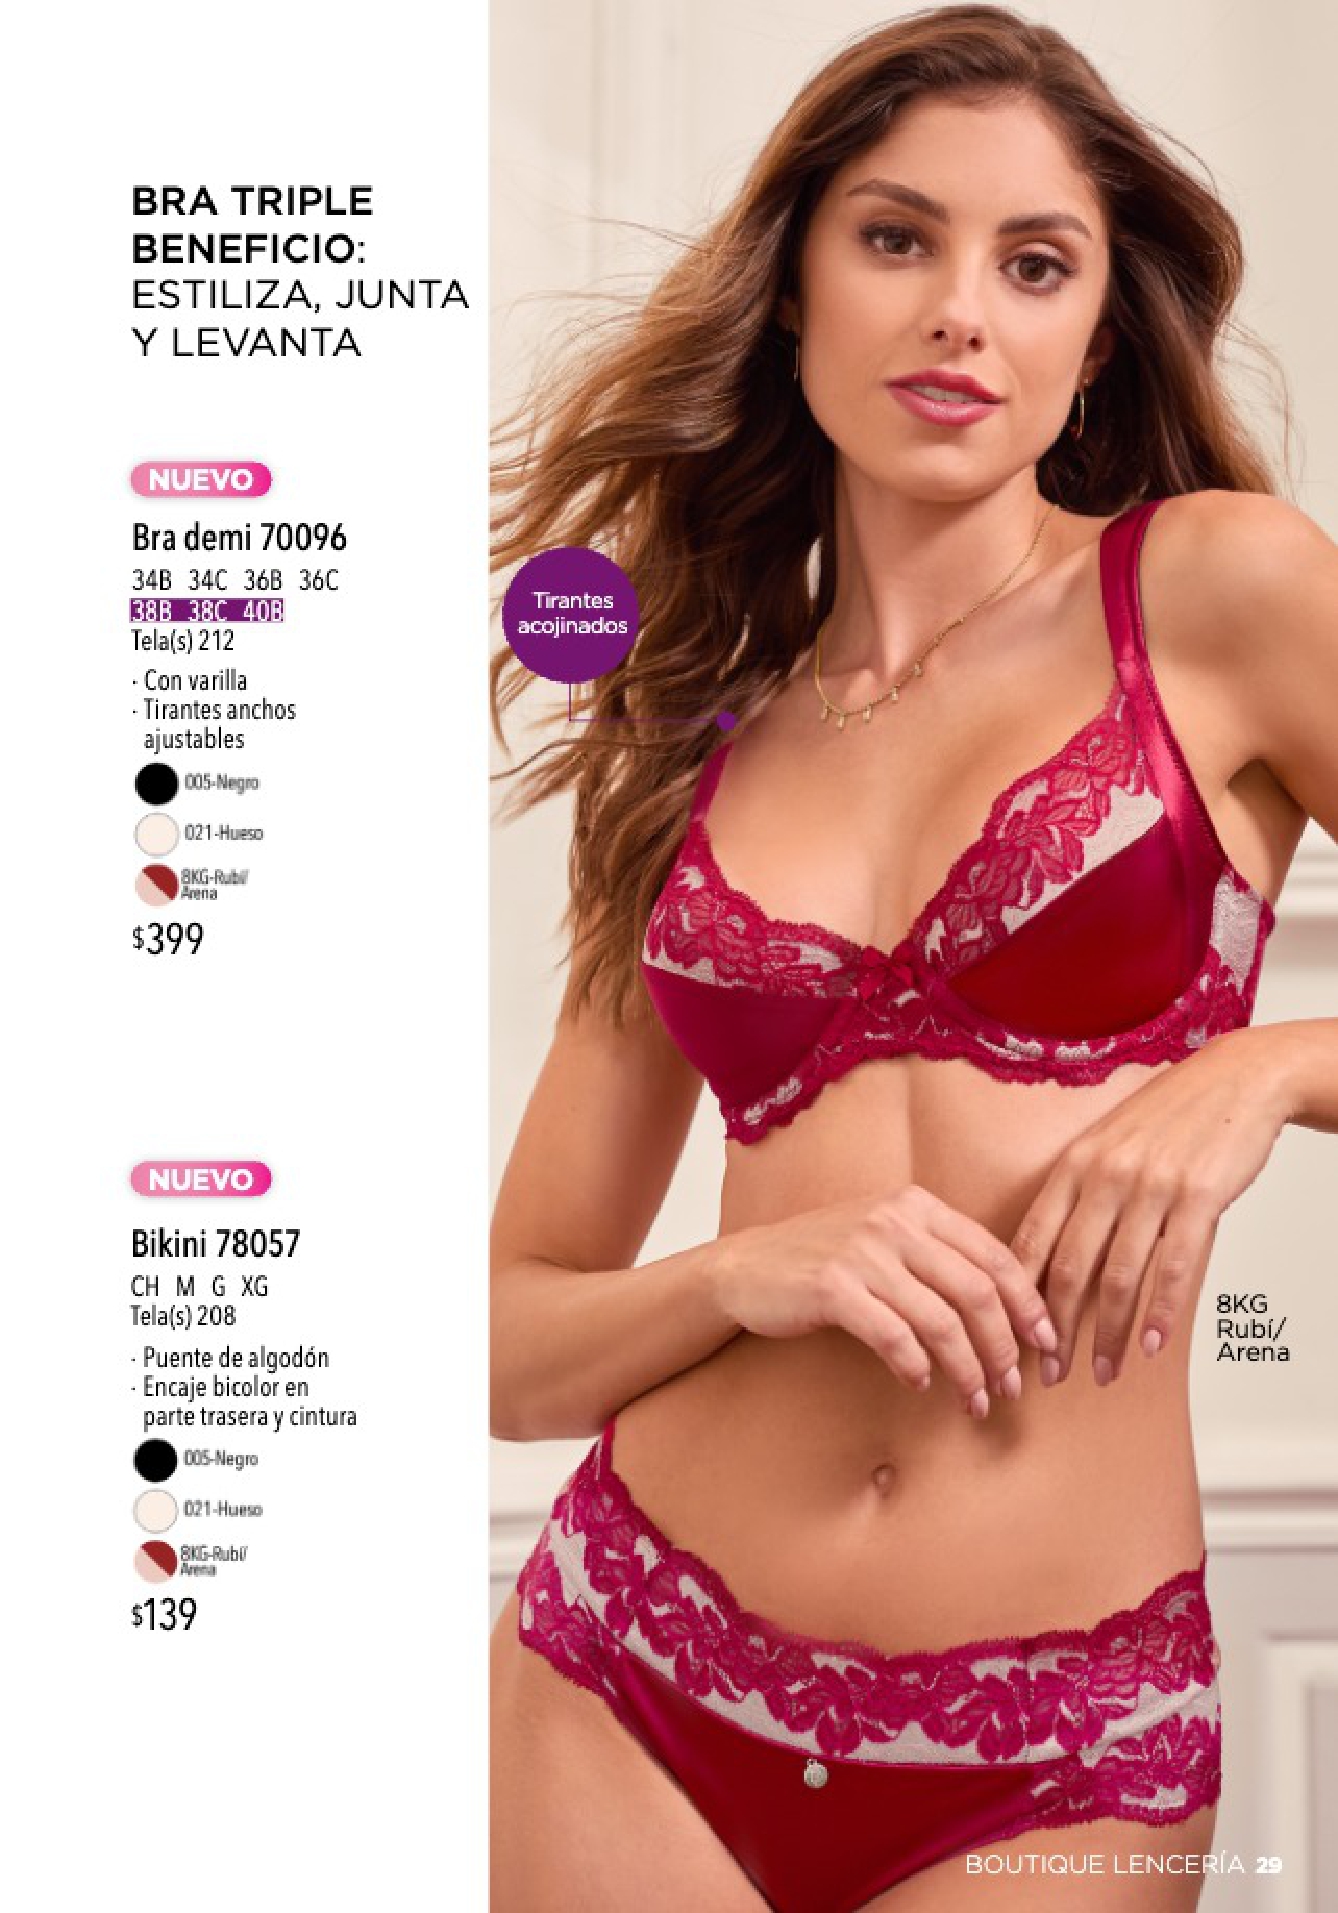 BRA TRIPLE
BENEFICIO:
ESTILIZA, JUNTA
Y LEVANTA
NUEVO
Bra demi 70096
34B 34C 36B 36C
38B 38C 40B
Tela(s) 212
· Con varilla
· Tirantes anchos
ajustables
005-Negro
021-Hueso
8KG-Rubí/
Arena
$399
NUEVO
Bikini 78057
CH M G XG
Tela(s) 208
· Puente de algodón
· Encaje bicolor en
parte trasera y cintura
005-Negro
021-Hueso
8KG-Rubí/
Arena
$139
Tirantes
acojinados
8KG
Rubí/
Arena
BOUTIQUE LENCERÍA 29